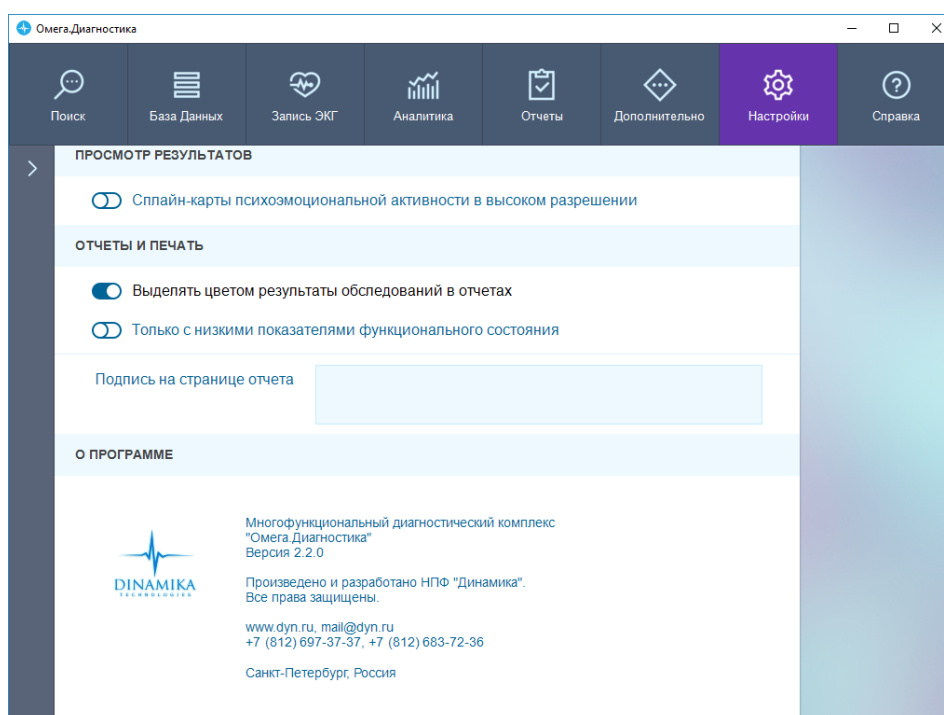 Омега.Диагностика
Поиск
База Данных
Запись ЭКГ
Аналитика
Отчеты
Дополнительно
Настройки
Справка
ПРОСМОТР РЕЗУЛЬТАТОВ
Сплайн-карты психоэмоциональной активности в высоком разрешении
ОТЧЕТЫ И ПЕЧАТЬ
Выделять цветом результаты обследований в отчетах
Только с низкими показателями функционального состояния
Подпись на странице отчета
О ПРОГРАММЕ
DINAMIKA
TECHNOLOGIES
Многофункциональный диагностический комплекс
"Омега.Диагностика"
Версия 2.2.0
Произведено и разработано НПФ "Динамика".
Все права защищены.
www.dyn.ru, mail@dyn.ru
+7 (812) 697-37-37, +7 (812) 683-72-36
Санкт-Петербург, Россия